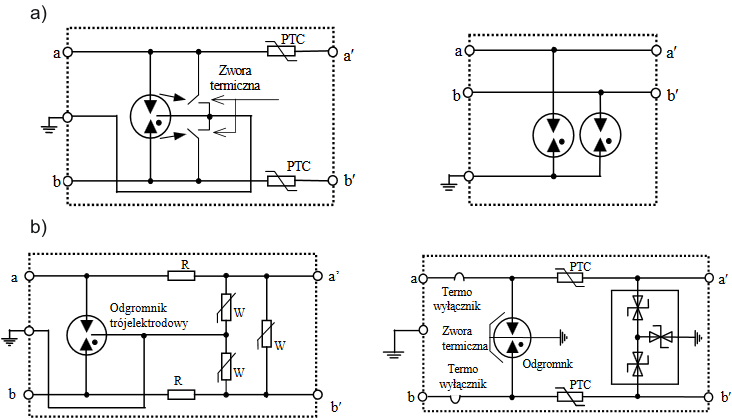 a)
PTC
a
a′
Zwora
termiczna
PTC
b
b′
a
a′
b
b′
b)
R
a
a’
Odgromnik
trójelektrodowy
W
W
W
R
b
b′
PTC
a
a′
Termo
wyłącznik
Zwora
termiczna
Odgromnk
Termo
wyłącznik
PTC
b
b′